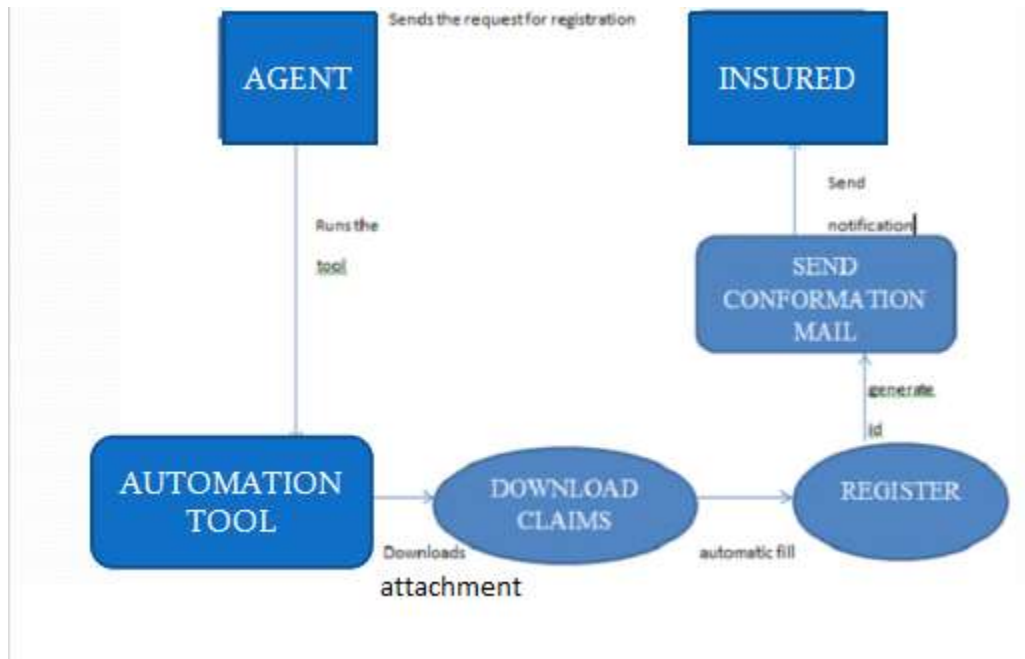 Sends the request for registration
AGENT
INSURED
Runs the
tool
Send
notification
SEND
CONFORMATION
MAIL
generate
id
AUTOMATION
TOOL
DOWNLOAD
CLAIMS
REGISTER
Downloads
attachment
automatic fill